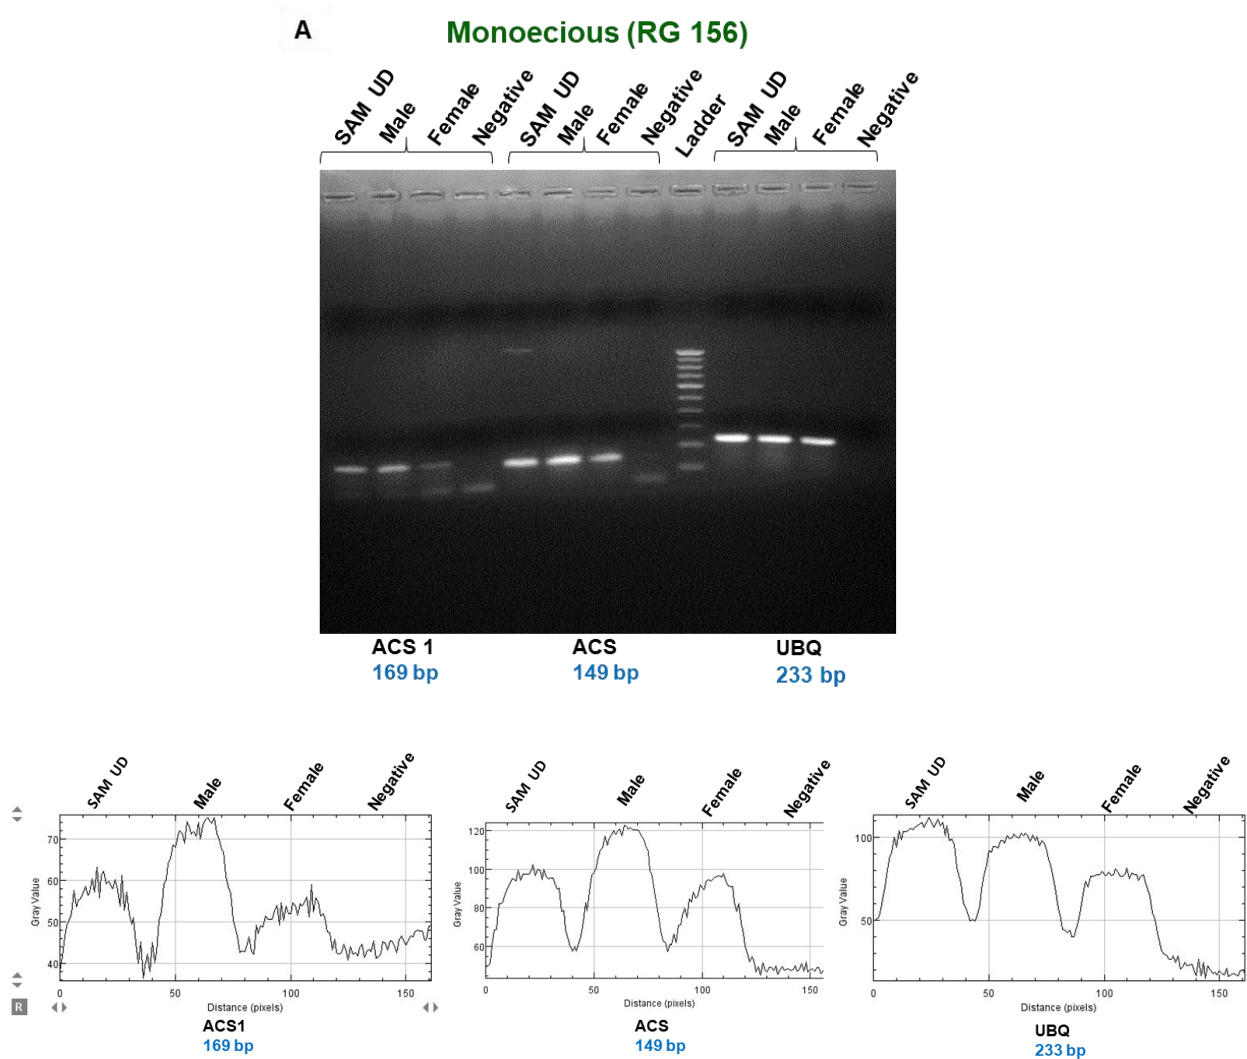 A
Monoecious (RG 156)
SAM UD Male Female Negative SAM UD Male Female Negative Ladder SAM UD Male Female Negative
ACS 1 ACS UBQ
169 bp 149 bp 233 bp
SAM UD Male Female Negative
70
60
50
40
Gray Value
0 50 100 150
Distance (pixels)
R
ACS1
169 bp
SAM UD Male Female Negative
120
100
80
60
Gray Value
0 50 100 150
Distance (pixels)
ACS
149 bp
SAM UD Male Female Negative
100
50
Gray Value
0 50 100 150
Distance (pixels)
UBQ
233 bp